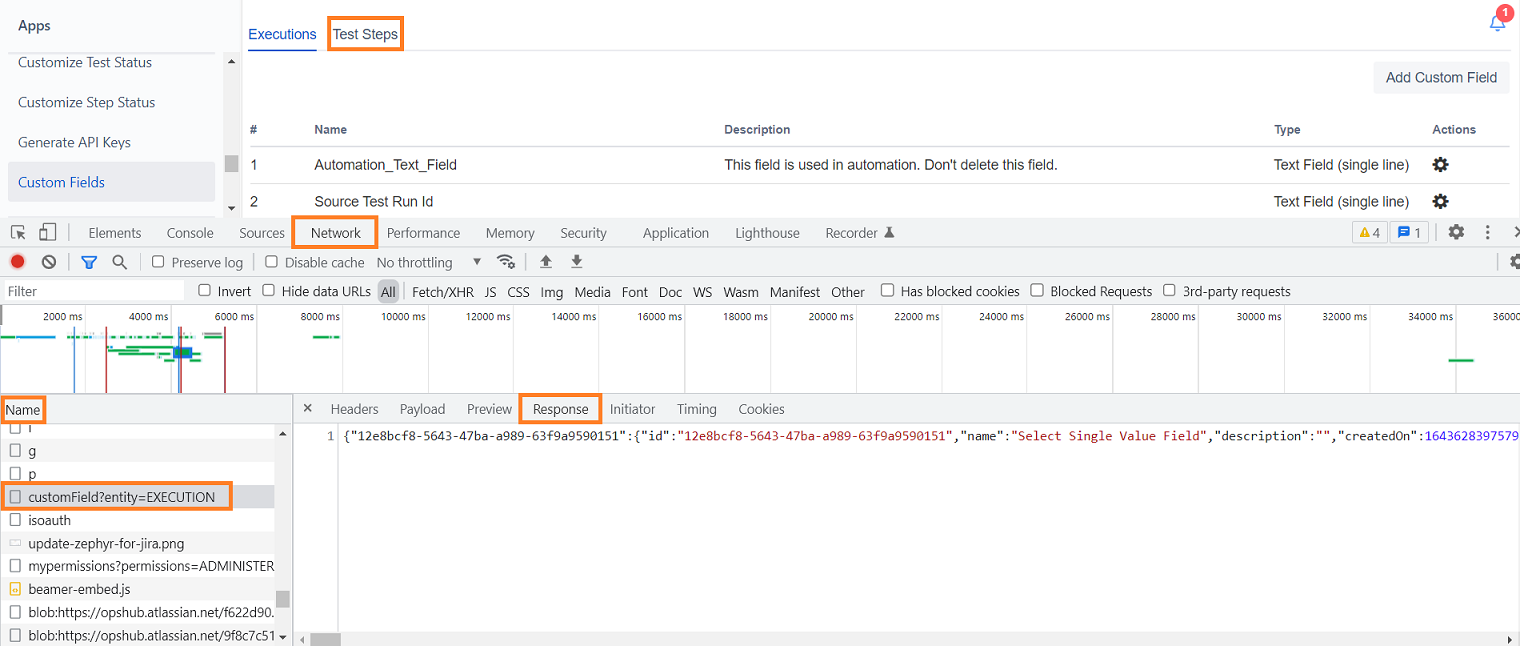 Apps
Customize Test Status
Customize Step Status
Generate API Keys
Custom Fields
Executions Test Steps
1
Add Custom Field
# Name Description Type Actions
1 Automation_Text_Field This field is used in automation. Don't delete this field. Text Field (single line)
2 Source Test Run Id Text Field (single line)
Elements Console Sources Network Performance Memory Security Application Lighthouse Recorder 4 1
Preserve log Disable cache No throttling
Filter Invert Hide data URLs All Fetch/XHR JS CSS Img Media Font Doc WS Wasm Manifest Other Has blocked cookies Blocked Requests 3rd-party requests
2000 ms 4000 ms 6000 ms 8000 ms 10000 ms 12000 ms 14000 ms 16000 ms 18000 ms 20000 ms 22000 ms 24000 ms 26000 ms 28000 ms 30000 ms 32000 ms 34000 ms 36000
Name
g
p
customField?entity=EXECUTION
isoauth
update-zephyr-for-jira.png
mypermissions?permissions=ADMINISTER
beamer-embed.js
blob:https://opshub.atlassian.net/f622d90.
blob:https://opshub.atlassian.net/9f8c7c51
× Headers Payload Preview Response Initiator Timing Cookies
1 {"12e8bcf8-5643-47ba-a989-63f9a9590151":{"id":"12e8bcf8-5643-47ba-a989-63f9a9590151","name":"Select Single Value Field","description":"","createdOn":1643628397579